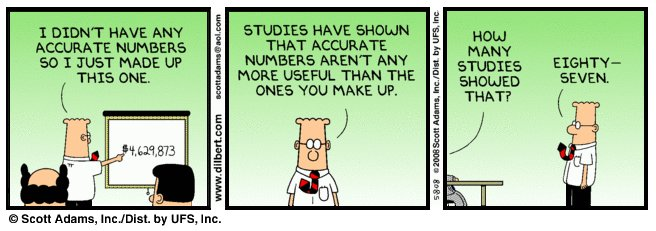 I DIDN'T HAVE ANY
ACCURATE NUMBERS
SO I JUST MADE UP
THIS ONE.
$4,629,873
www.dilbert.com
scottadams@aol.com
STUDIES HAVE SHOWN
THAT ACCURATE
NUMBERS AREN'T ANY
MORE USEFUL THAN THE
ONES YOU MAKE UP.
5-8-08
© 2008 Scott Adams, Inc./Dist. by UFS, Inc.
HOW
MANY
STUDIES
SHOWED
THAT?
EIGHTY-
SEVEN.
© Scott Adams, Inc./Dist. by UFS, Inc.